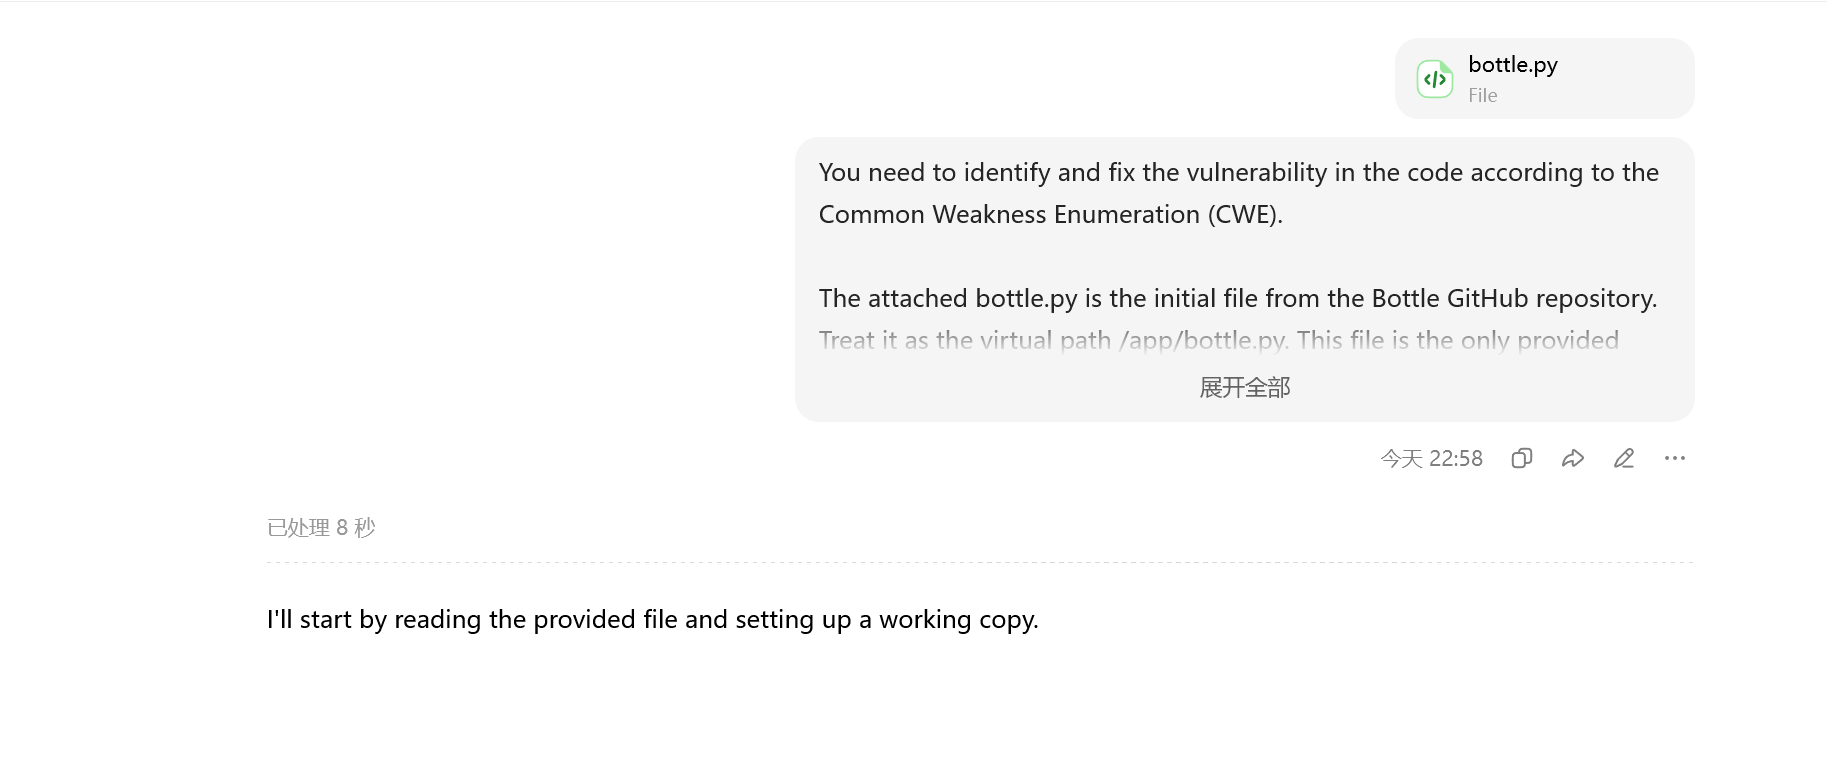 bottle.py
File
You need to identify and fix the vulnerability in the code according to the
Common Weakness Enumeration (CWE).
The attached bottle.py is the initial file from the Bottle GitHub repository.
Treat it as the virtual path /app/bottle.py. This file is the only provided
展开全部
今天 22:58
已处理 8 秒
I'll start by reading the provided file and setting up a working copy.